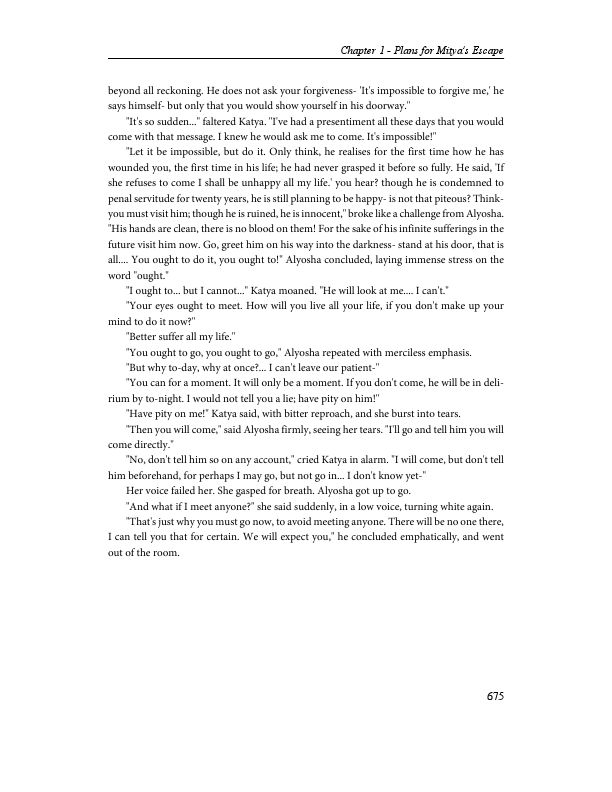 Chapter 1 - Plans for Mitya's Escape
beyond all reckoning. He does not ask your forgiveness- 'It's impossible to forgive me,' he
says himself- but only that you would show yourself in his doorway."
"It's so sudden..." faltered Katya. "I've had a presentiment all these days that you would
come with that message. I knew he would ask me to come. It's impossible!"
"Let it be impossible, but do it. Only think, he realises for the first time how he has
wounded you, the first time in his life; he had never grasped it before so fully. He said, 'If
she refuses to come I shall be unhappy all my life.' you hear? though he is condemned to
penal servitude for twenty years, he is still planning to be happy- is not that piteous? Think-
you must visit him; though he is ruined, he is innocent," broke like a challenge from Alyosha.
"His hands are clean, there is no blood on them! For the sake of his infinite sufferings in the
future visit him now. Go, greet him on his way into the darkness- stand at his door, that is
all.... You ought to do it, you ought to!" Alyosha concluded, laying immense stress on the
word "ought."
"I ought to... but I cannot..." Katya moaned. "He will look at me.... I can't."
"Your eyes ought to meet. How will you live all your life, if you don't make up your
mind to do it now?"
"Better suffer all my life."
"You ought to go, you ought to go," Alyosha repeated with merciless emphasis.
"But why to-day, why at once?... I can't leave our patient-"
"You can for a moment. It will only be a moment. If you don't come, he will be in deli-
rium by to-night. I would not tell you a lie; have pity on him!"
"Have pity on me!" Katya said, with bitter reproach, and she burst into tears.
"Then you will come," said Alyosha firmly, seeing her tears. "I'll go and tell him you will
come directly."
"No, don't tell him so on any account," cried Katya in alarm. "I will come, but don't tell
him beforehand, for perhaps I may go, but not go in... I don't know yet-"
Her voice failed her. She gasped for breath. Alyosha got up to go.
"And what if I meet anyone?" she said suddenly, in a low voice, turning white again.
"That's just why you must go now, to avoid meeting anyone. There will be no one there,
I can tell you that for certain. We will expect you," he concluded emphatically, and went
out of the room.
675